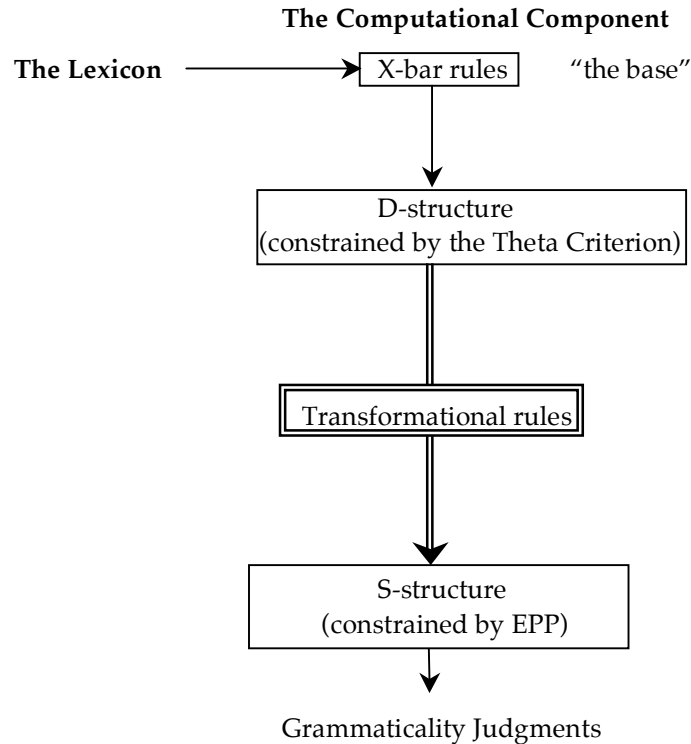 The Computational Component
The Lexicon X-bar rules “the base”
D-structure
(constrained by the Theta Criterion)
Transformational rules
S-structure
(constrained by EPP)
Grammaticality Judgments